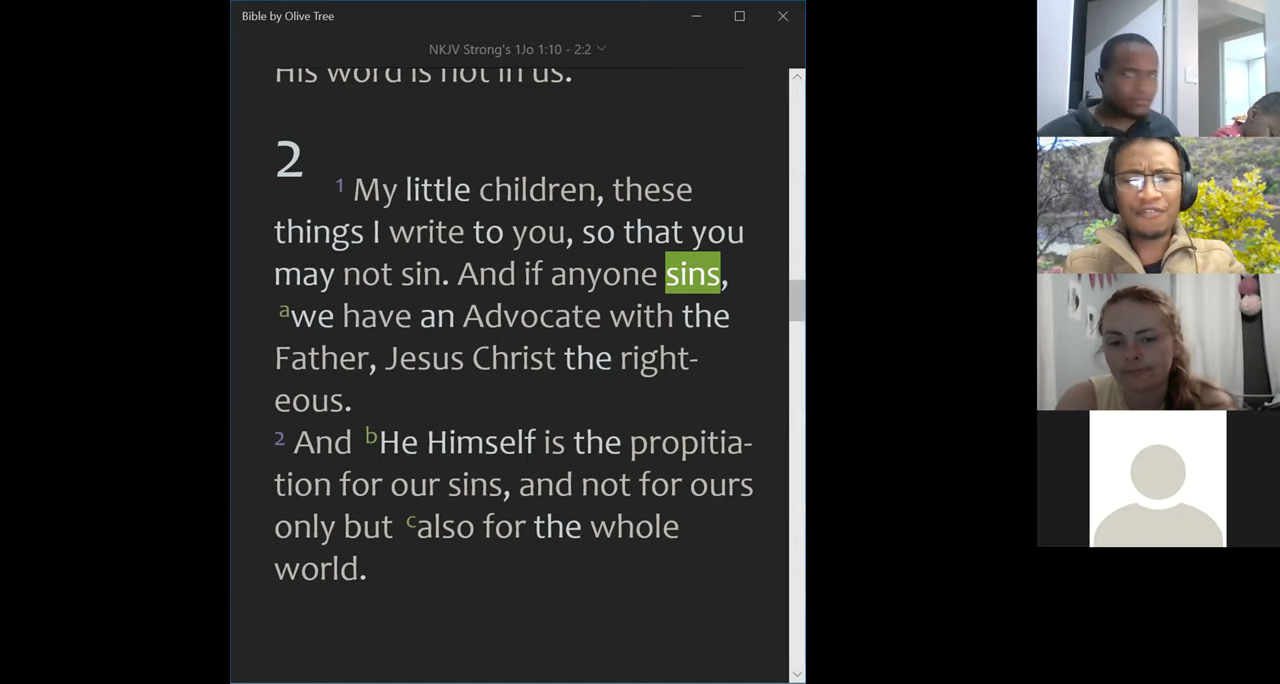 Bible by Olive Tree
NKJV Strong's 1Jo 1:10 - 2:2
His word is not in us.
2
1 My little children, these
things I write to you, so that you
may not sin. And if anyone sins,
a we have an Advocate with the
Father, Jesus Christ the right-
eous.
2 And b He Himself is the propitia-
tion for our sins, and not for ours
only but c also for the whole
world.